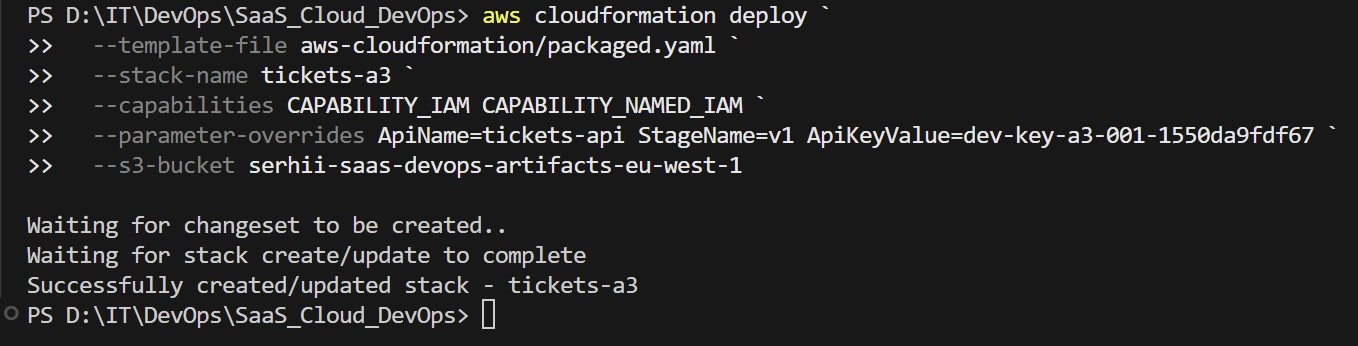 PS D:\IT\DevOps\SaaS_Cloud_DevOps> aws cloudformation deploy `
>>   --template-file aws-cloudformation/packaged.yaml `
>>   --stack-name tickets-a3 `
>>   --capabilities CAPABILITY_IAM CAPABILITY_NAMED_IAM `
>>   --parameter-overrides ApiName=tickets-api StageName=v1 ApiKeyValue=dev-key-a3-001-1550da9fdf67 `
>>   --s3-bucket serhii-saas-devops-artifacts-eu-west-1
Waiting for changeset to be created..
Waiting for stack create/update to complete
Successfully created/updated stack - tickets-a3
PS D:\IT\DevOps\SaaS_Cloud_DevOps>